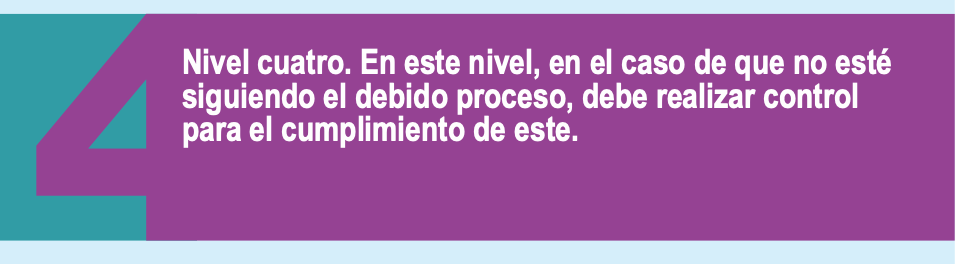 4
Nivel cuatro. En este nivel, en el caso de que no esté
siguiendo el debido proceso, debe realizar control
para el cumplimiento de este.